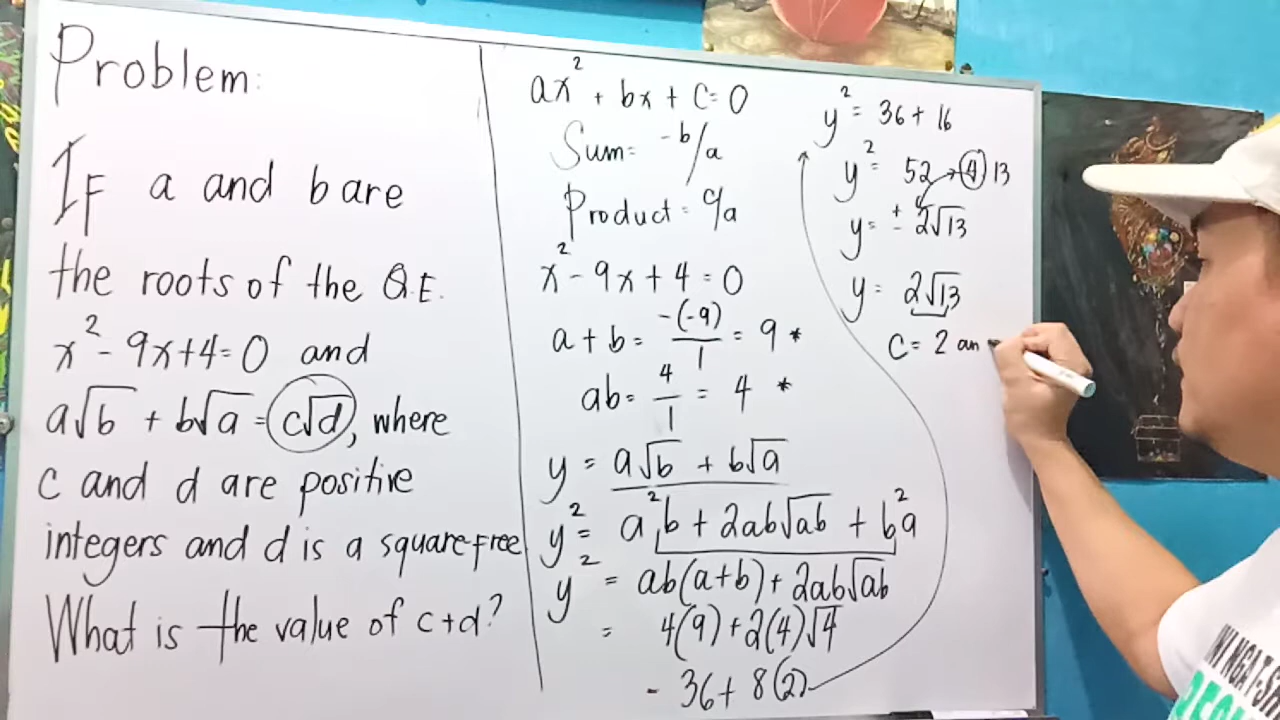 Problem:
If a and b are
the roots of the Q.E.
x² - 9x + 4 = 0 and
a√b + b√a = c√d, where
c and d are positive
integers and d is a squarefree
What is the value of c+d?
ax² + bx + c = 0
Sum = -b/a
Product = c/a
x² - 9x + 4 = 0
a + b = -(-9)/1 = 9 *
ab = 4/1 = 4 *
y = a√b + b√a
y² = a²b + 2ab√ab + b²a
y² = ab(a+b) + 2ab√ab
= 4(9) + 2(4)√4
- 36 + 8(2)
y² = 36 + 16
y² = 52 → 4 13
y = ± 2√13
y = 2√13
c = 2 an